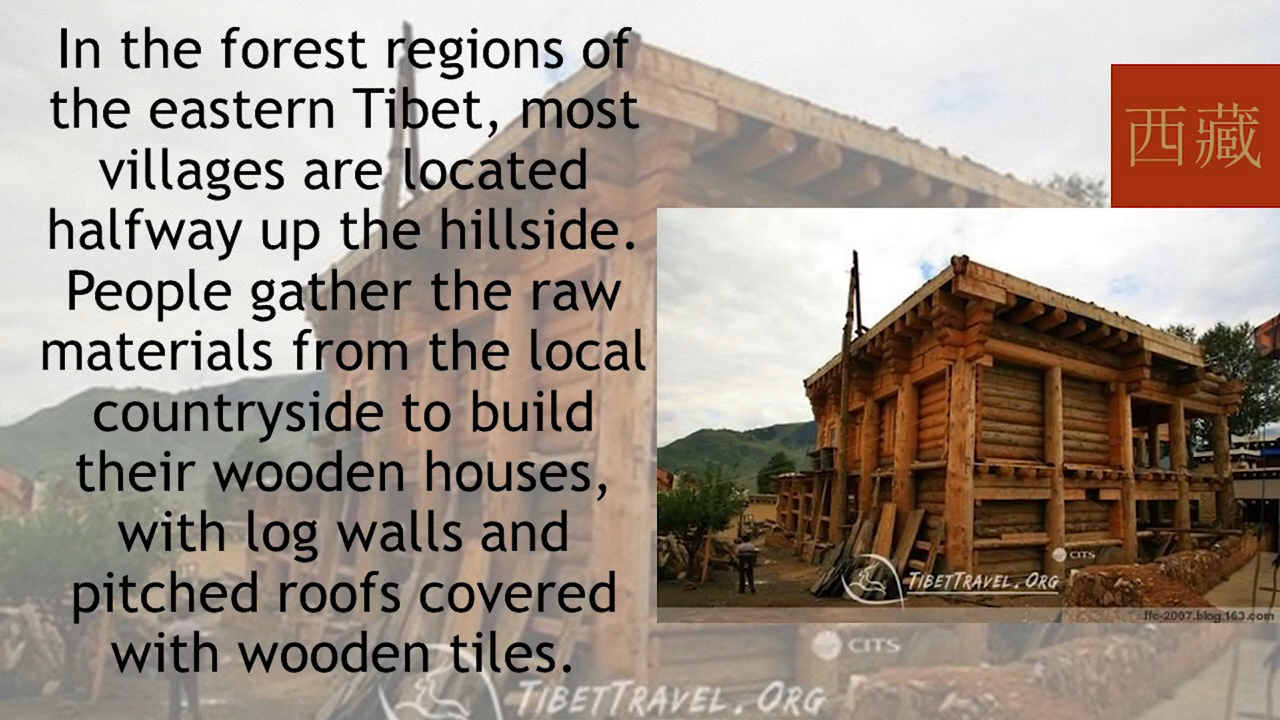 In the forest regions of
the eastern Tibet, most
villages are located
halfway up the hillside.
People gather the raw
materials from the local
countryside to build
their wooden houses,
with log walls and
pitched roofs covered
with wooden tiles.
西藏
CITS
TIBETTRAVEL.ORG
ffc-2007.blog.163.com
CITS
TIBETTRAVEL.ORG